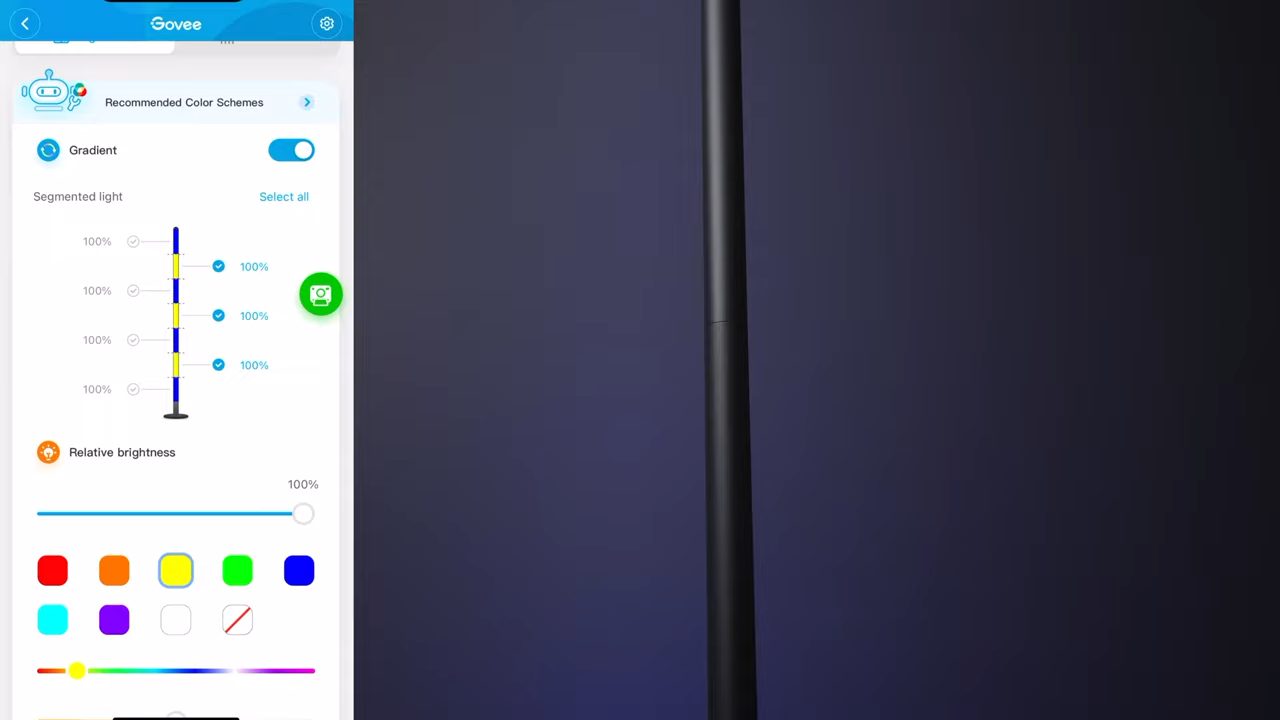 Govee
Recommended Color Schemes
Gradient
Segmented light
Select all
100%
100%
100%
100%
100%
100%
100%
Relative brightness
100%